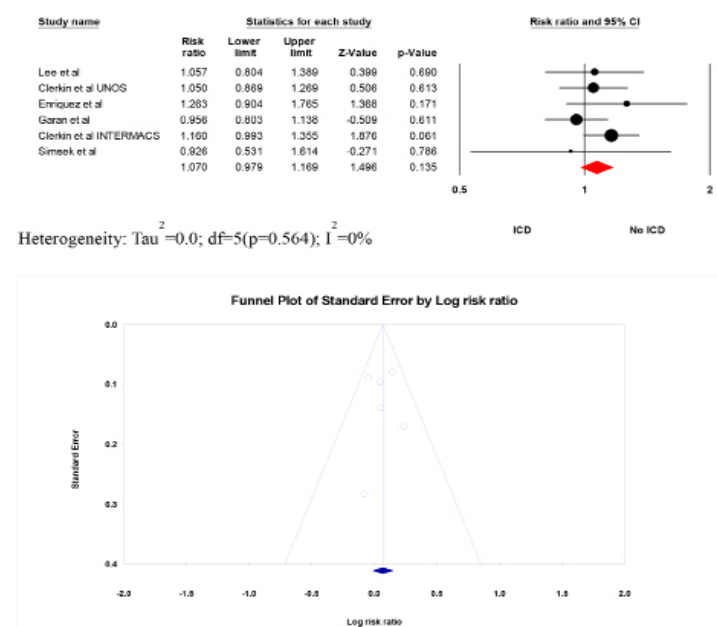 Study name Statistics for each study Risk ratio and 95% CI
Risk ratio Lower limit Upper limit Z-Value p-Value
Lee et al 1.057 0.804 1.389 0.399 0.690
Clerkin et al UNOS 1.050 0.869 1.269 0.506 0.613
Enriquez et al 1.263 0.904 1.765 1.368 0.171
Garan et al 0.956 0.803 1.138 -0.509 0.611
Clerkin et al INTERMACS 1.160 0.993 1.355 1.876 0.061
Simsek et al 0.926 0.531 1.614 -0.271 0.786
1.070 0.979 1.169 1.496 0.135
0.5 1 2
ICD No ICD
Heterogeneity: Tau²=0.0; df=5(p=0.564); I²=0%
Funnel Plot of Standard Error by Log risk ratio
0.0
0.1
0.2
0.3
0.4
Standard Error
-2.0 -1.5 -1.0 -0.5 0.0 0.5 1.0 1.5 2.0
Log risk ratio